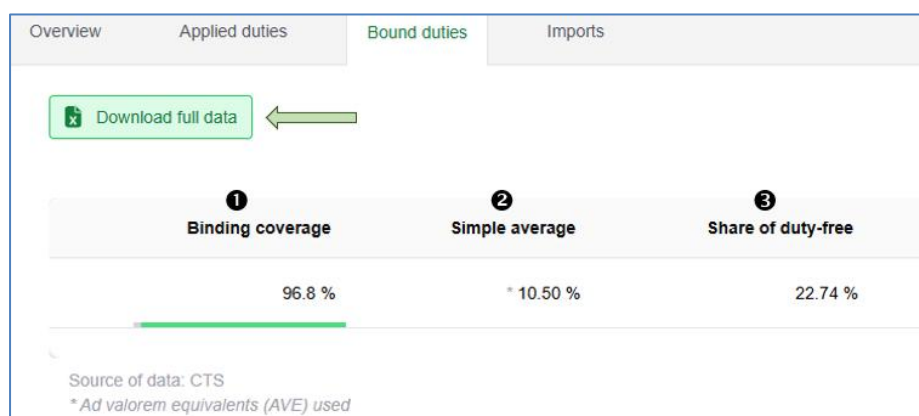 Overview Applied duties Bound duties Imports
Download full data
❶ ❷ ❸
Binding coverage Simple average Share of duty-free
96.8 % * 10.50 % 22.74 %
Source of data: CTS
* Ad valorem equivalents (AVE) used